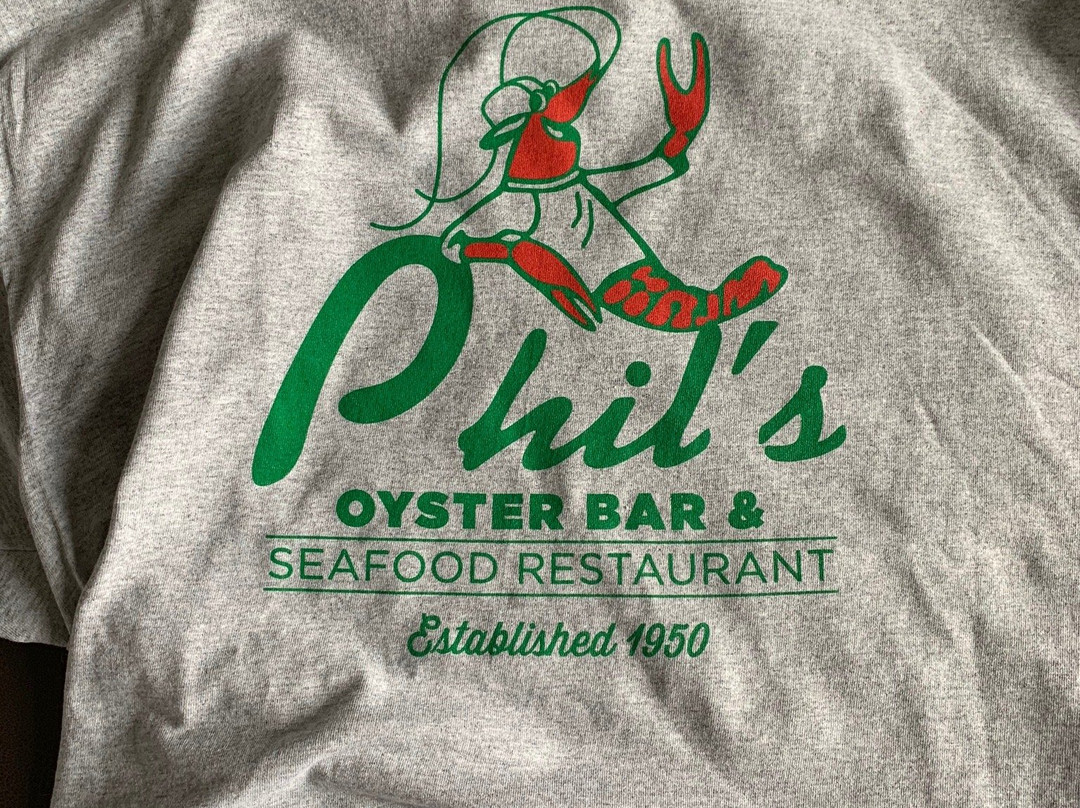 Phil's
OYSTER BAR &
SEAFOOD RESTAURANT
Established 1950